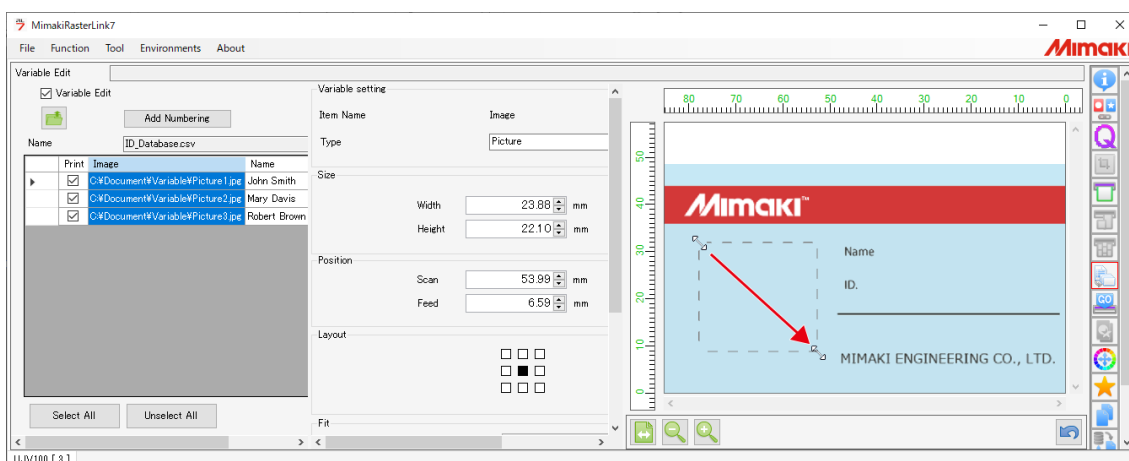 MimakiRasterLink7
File Function Tool Environments About
Mimaki
Variable Edit
Variable Edit
Add Numbering
Name ID_Database.csv
Print Image Name
C:¥Document¥Variable¥Picture1.jpg John Smith
C:¥Document¥Variable¥Picture2.jpg Mary Davis
C:¥Document¥Variable¥Picture3.jpg Robert Brown
Select All Unselect All
Variable setting
Item Name Image
Type Picture
Size
Width 23.88 mm
Height 22.10 mm
Position
Scan 53.99 mm
Feed 6.59 mm
Layout
Fit
80 70 60 50 40 30 20 10 0
50
40
30
20
10
0
Mimaki™
Name
ID.
MIMAKI ENGINEERING CO., LTD.
Q
GO
UJV100 [ 3 ]